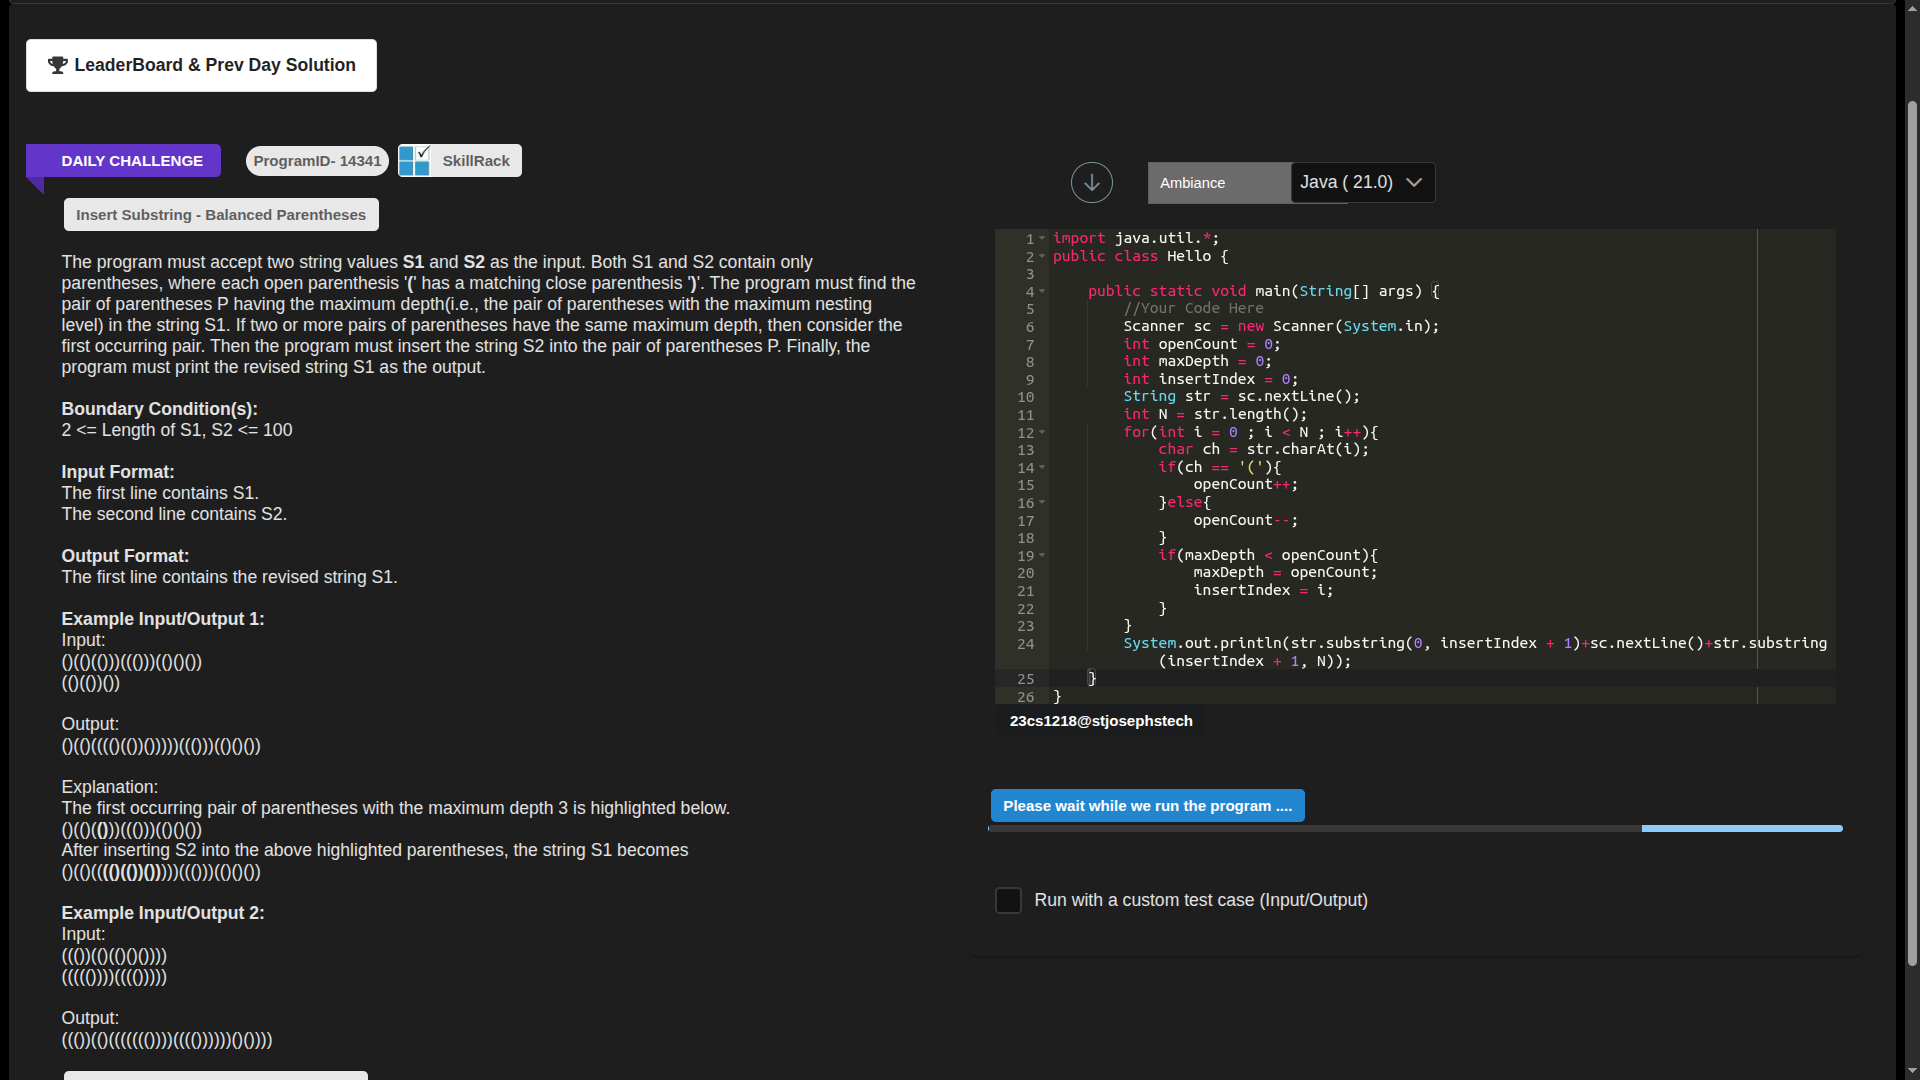 LeaderBoard & Prev Day Solution
DAILY CHALLENGE
ProgramID- 14341
SkillRack
Insert Substring - Balanced Parentheses
The program must accept two string values S1 and S2 as the input. Both S1 and S2 contain only
parentheses, where each open parenthesis '(' has a matching close parenthesis ')'. The program must find the
pair of parentheses P having the maximum depth(i.e., the pair of parentheses with the maximum nesting
level) in the string S1. If two or more pairs of parentheses have the same maximum depth, then consider the
first occurring pair. Then the program must insert the string S2 into the pair of parentheses P. Finally, the
program must print the revised string S1 as the output.
Boundary Condition(s):
2 <= Length of S1, S2 <= 100
Input Format:
The first line contains S1.
The second line contains S2.
Output Format:
The first line contains the revised string S1.
Example Input/Output 1:
Input:
()(()(()))((()))(()()())
(()(())())
Output:
()(()(((()(())()))))((()))(()()())
Explanation:
The first occurring pair of parentheses with the maximum depth 3 is highlighted below.
()(()(()))((()))(()()())
After inserting S2 into the above highlighted parentheses, the string S1 becomes
()(()(((()(())()))))((()))(()()())
Example Input/Output 2:
Input:
((())(()(()()())))
((((())))(((()))))
Output:
((())(()(((((((())))(((())))))()())))
Ambiance
Java ( 21.0)
1 import java.util.*;
2 public class Hello {
3
4 public static void main(String[] args) {
5 //Your Code Here
6 Scanner sc = new Scanner(System.in);
7 int openCount = 0;
8 int maxDepth = 0;
9 int insertIndex = 0;
10 String str = sc.nextLine();
11 int N = str.length();
12 for(int i = 0 ; i < N ; i++){
13 char ch = str.charAt(i);
14 if(ch == '('){
15 openCount++;
16 }else{
17 openCount--;
18 }
19 if(maxDepth < openCount){
20 maxDepth = openCount;
21 insertIndex = i;
22 }
23 }
24 System.out.println(str.substring(0, insertIndex + 1)+sc.nextLine()+str.substring
(insertIndex + 1, N));
25 }
26 }
23cs1218@stjosephstech
Please wait while we run the program ....
Run with a custom test case (Input/Output)